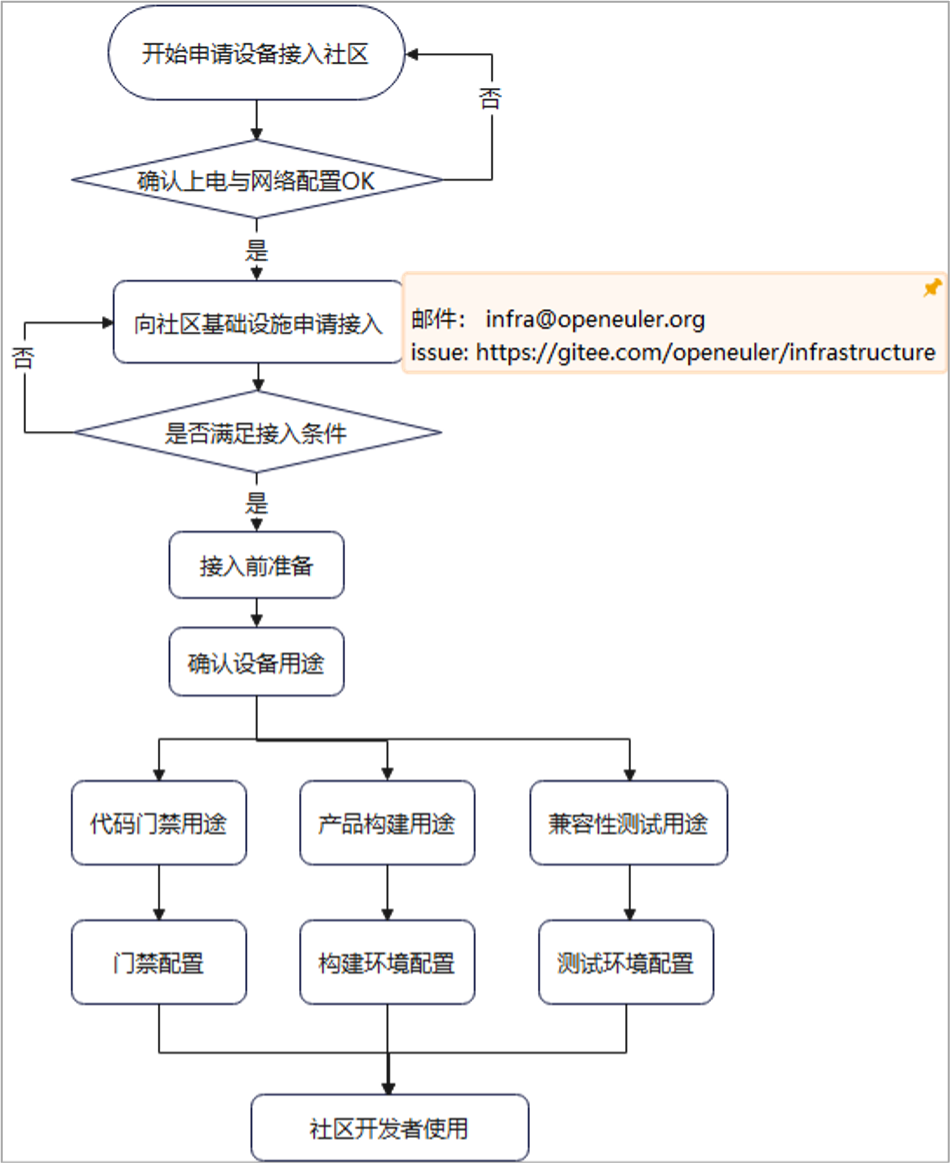 开始申请设备接入社区
否
确认上电与网络配置OK
是
向社区基础设施申请接入
邮件： infra@openeuler.org
issue: https://gitee.com/openeuler/infrastructure
否
是否满足接入条件
是
接入前准备
确认设备用途
代码门禁用途
产品构建用途
兼容性测试用途
门禁配置
构建环境配置
测试环境配置
社区开发者使用